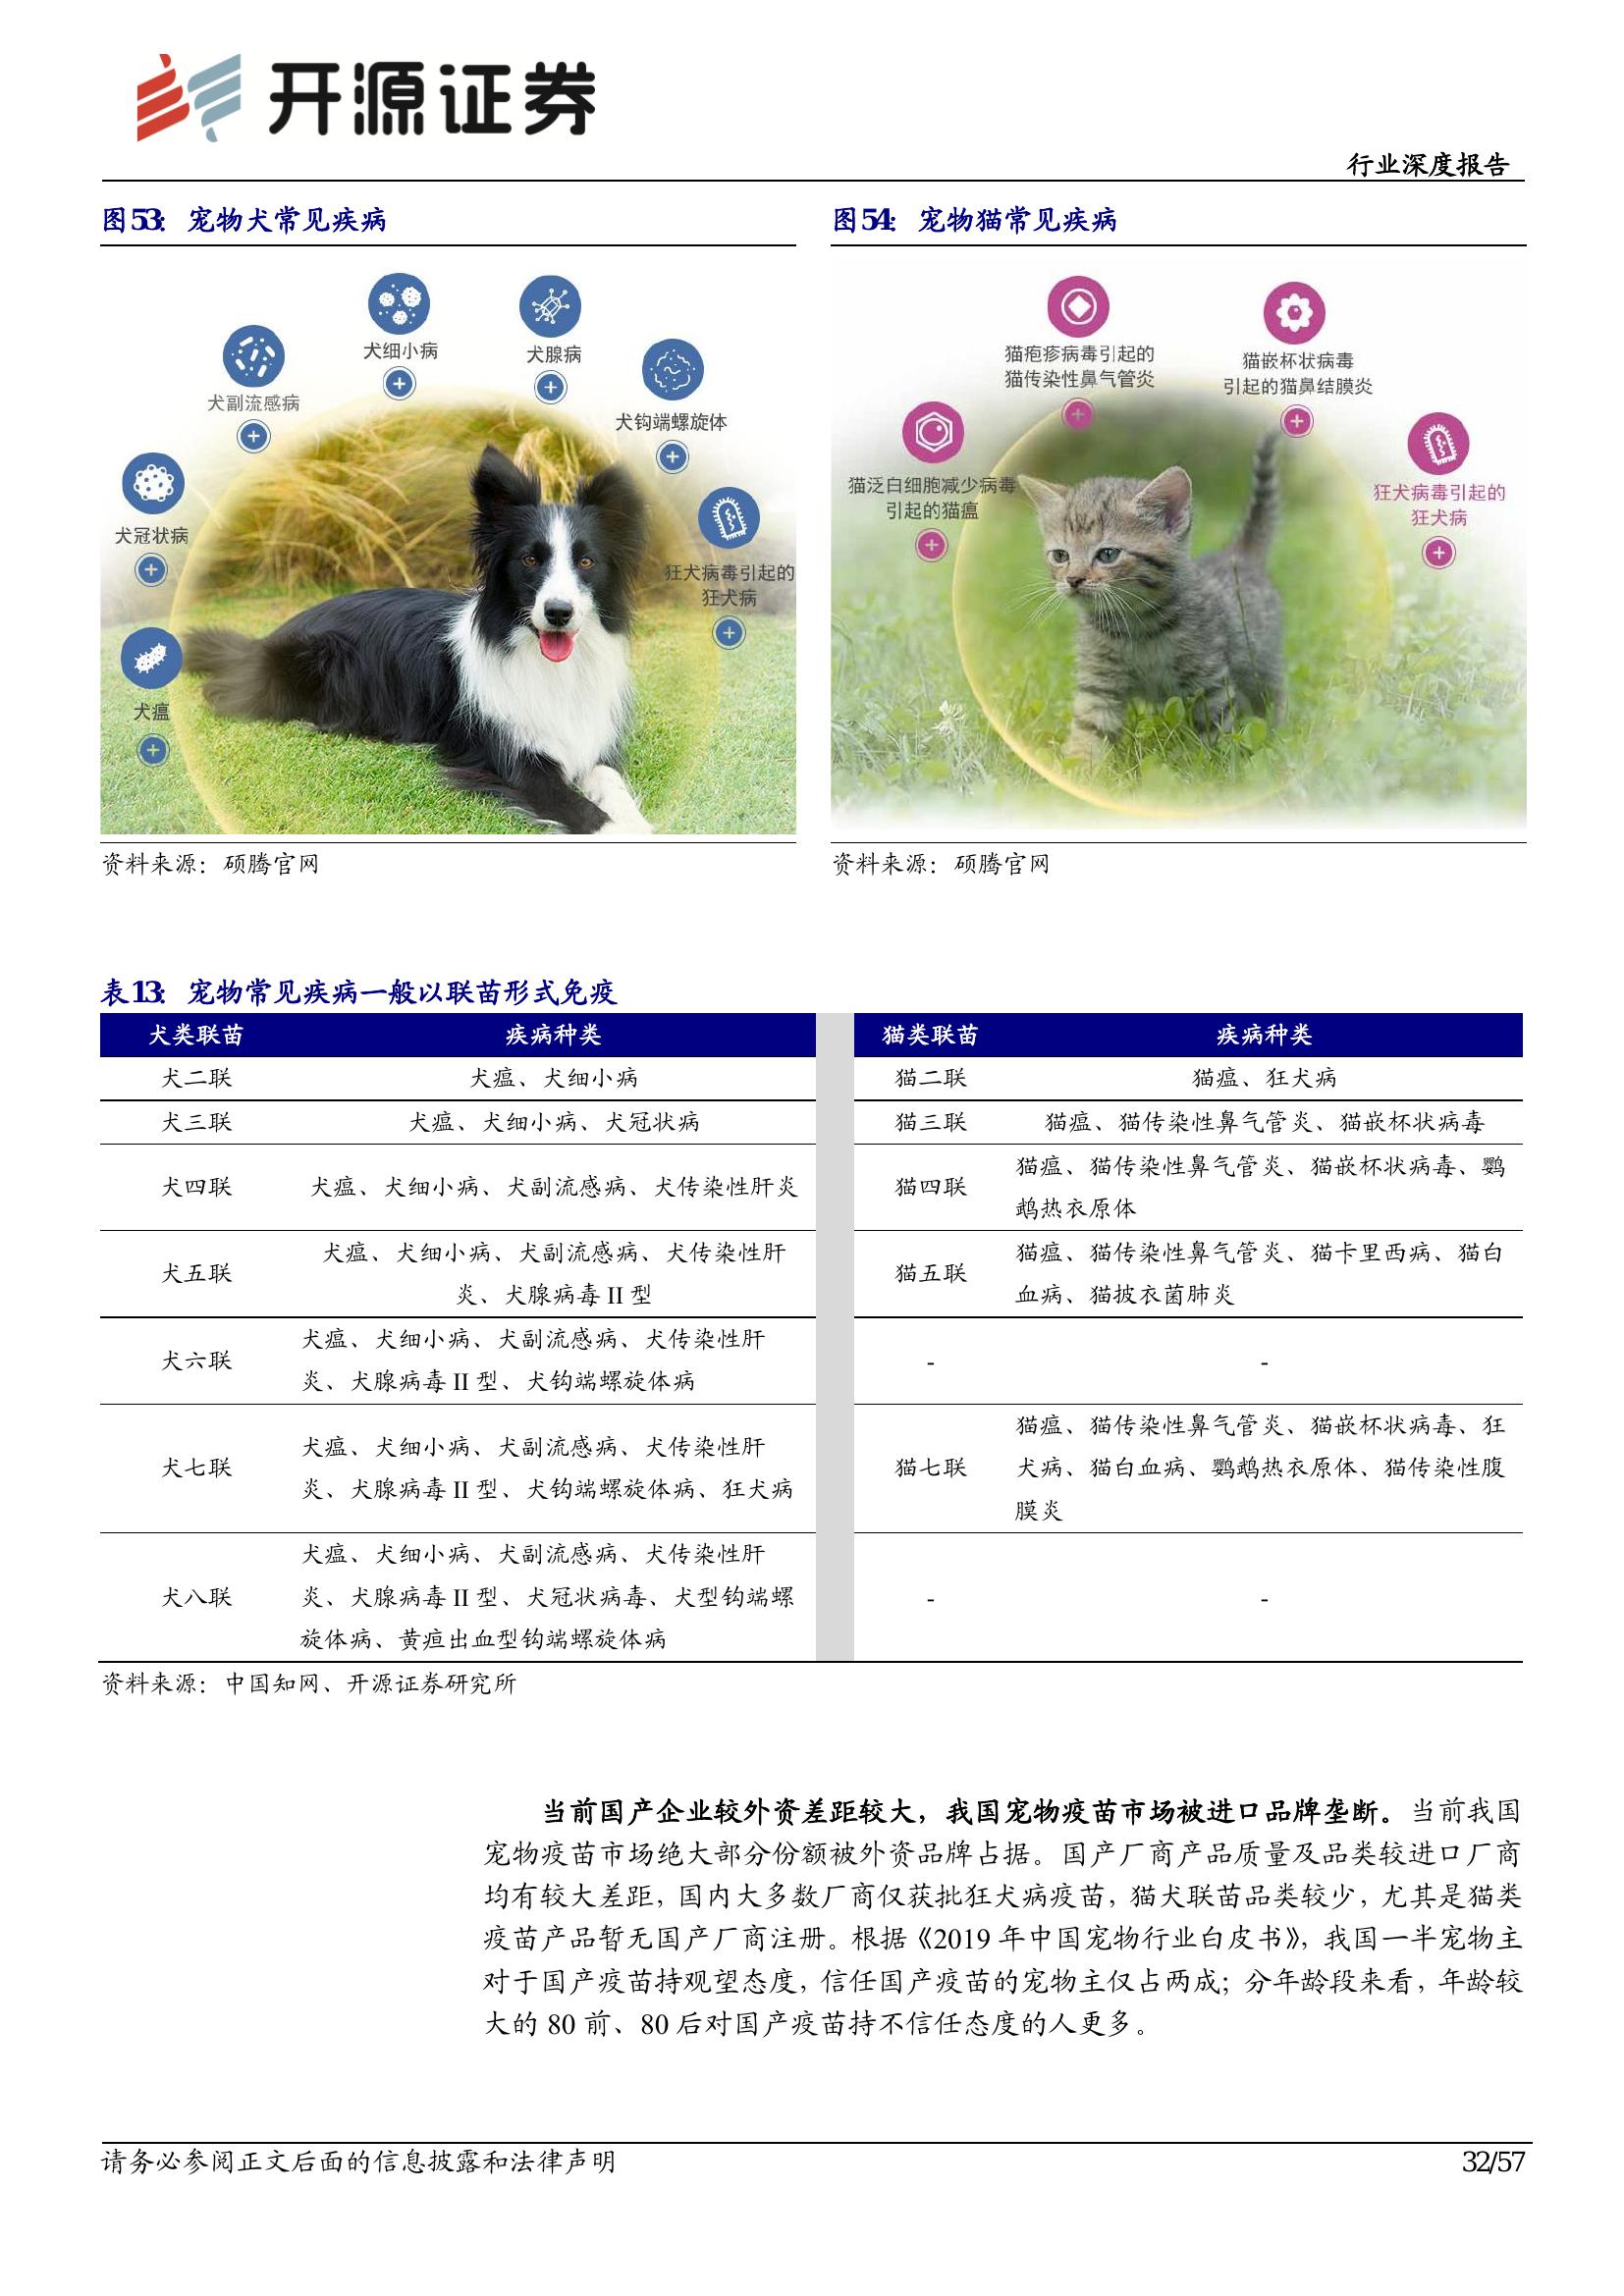 开源证券
行业深度报告
图53: 宠物犬常见疾病
犬细小病
犬腺病
犬副流感病
犬钩端螺旋体
犬冠状病
狂犬病毒引起的
狂犬病
犬瘟
资料来源：硕腾官网
图54: 宠物猫常见疾病
猫疱疹病毒引起的
猫传染性鼻气管炎
猫嵌杯状病毒
引起的猫鼻结膜炎
猫泛白细胞减少病毒
引起的猫瘟
狂犬病毒引起的
狂犬病
资料来源：硕腾官网
表13: 宠物常见疾病一般以联苗形式免疫
犬类联苗 疾病种类 猫类联苗 疾病种类
犬二联 犬瘟、犬细小病 猫二联 猫瘟、狂犬病
犬三联 犬瘟、犬细小病、犬冠状病 猫三联 猫瘟、猫传染性鼻气管炎、猫嵌杯状病毒
犬四联 犬瘟、犬细小病、犬副流感病、犬传染性肝炎 猫四联 猫瘟、猫传染性鼻气管炎、猫嵌杯状病毒、鹦
鹉热衣原体
犬五联 犬瘟、犬细小病、犬副流感病、犬传染性肝 猫五联 猫瘟、猫传染性鼻气管炎、猫卡里西病、猫白
炎、犬腺病毒 II 型 血病、猫披衣菌肺炎
犬六联 犬瘟、犬细小病、犬副流感病、犬传染性肝 - -
炎、犬腺病毒 II 型、犬钩端螺旋体病
犬七联 犬瘟、犬细小病、犬副流感病、犬传染性肝 猫七联 猫瘟、猫传染性鼻气管炎、猫嵌杯状病毒、狂
炎、犬腺病毒 II 型、犬钩端螺旋体病、狂犬病 犬病、猫白血病、鹦鹉热衣原体、猫传染性腹
膜炎
犬八联 犬瘟、犬细小病、犬副流感病、犬传染性肝 - -
炎、犬腺病毒 II 型、犬冠状病毒、犬型钩端螺
旋体病、黄疸出血型钩端螺旋体病
资料来源：中国知网、开源证券研究所
当前国产企业较外资差距较大，我国宠物疫苗市场被进口品牌垄断。当前我国
宠物疫苗市场绝大部分份额被外资品牌占据。国产厂商产品质量及品类较进口厂商
均有较大差距，国内大多数厂商仅获批狂犬病疫苗，猫犬联苗品类较少，尤其是猫类
疫苗产品暂无国产厂商注册。根据《2019 年中国宠物行业白皮书》，我国一半宠物主
对于国产疫苗持观望态度，信任国产疫苗的宠物主仅占两成；分年龄段来看，年龄较
大的 80 前、80 后对国产疫苗持不信任态度的人更多。
请务必参阅正文后面的信息披露和法律声明
32/57